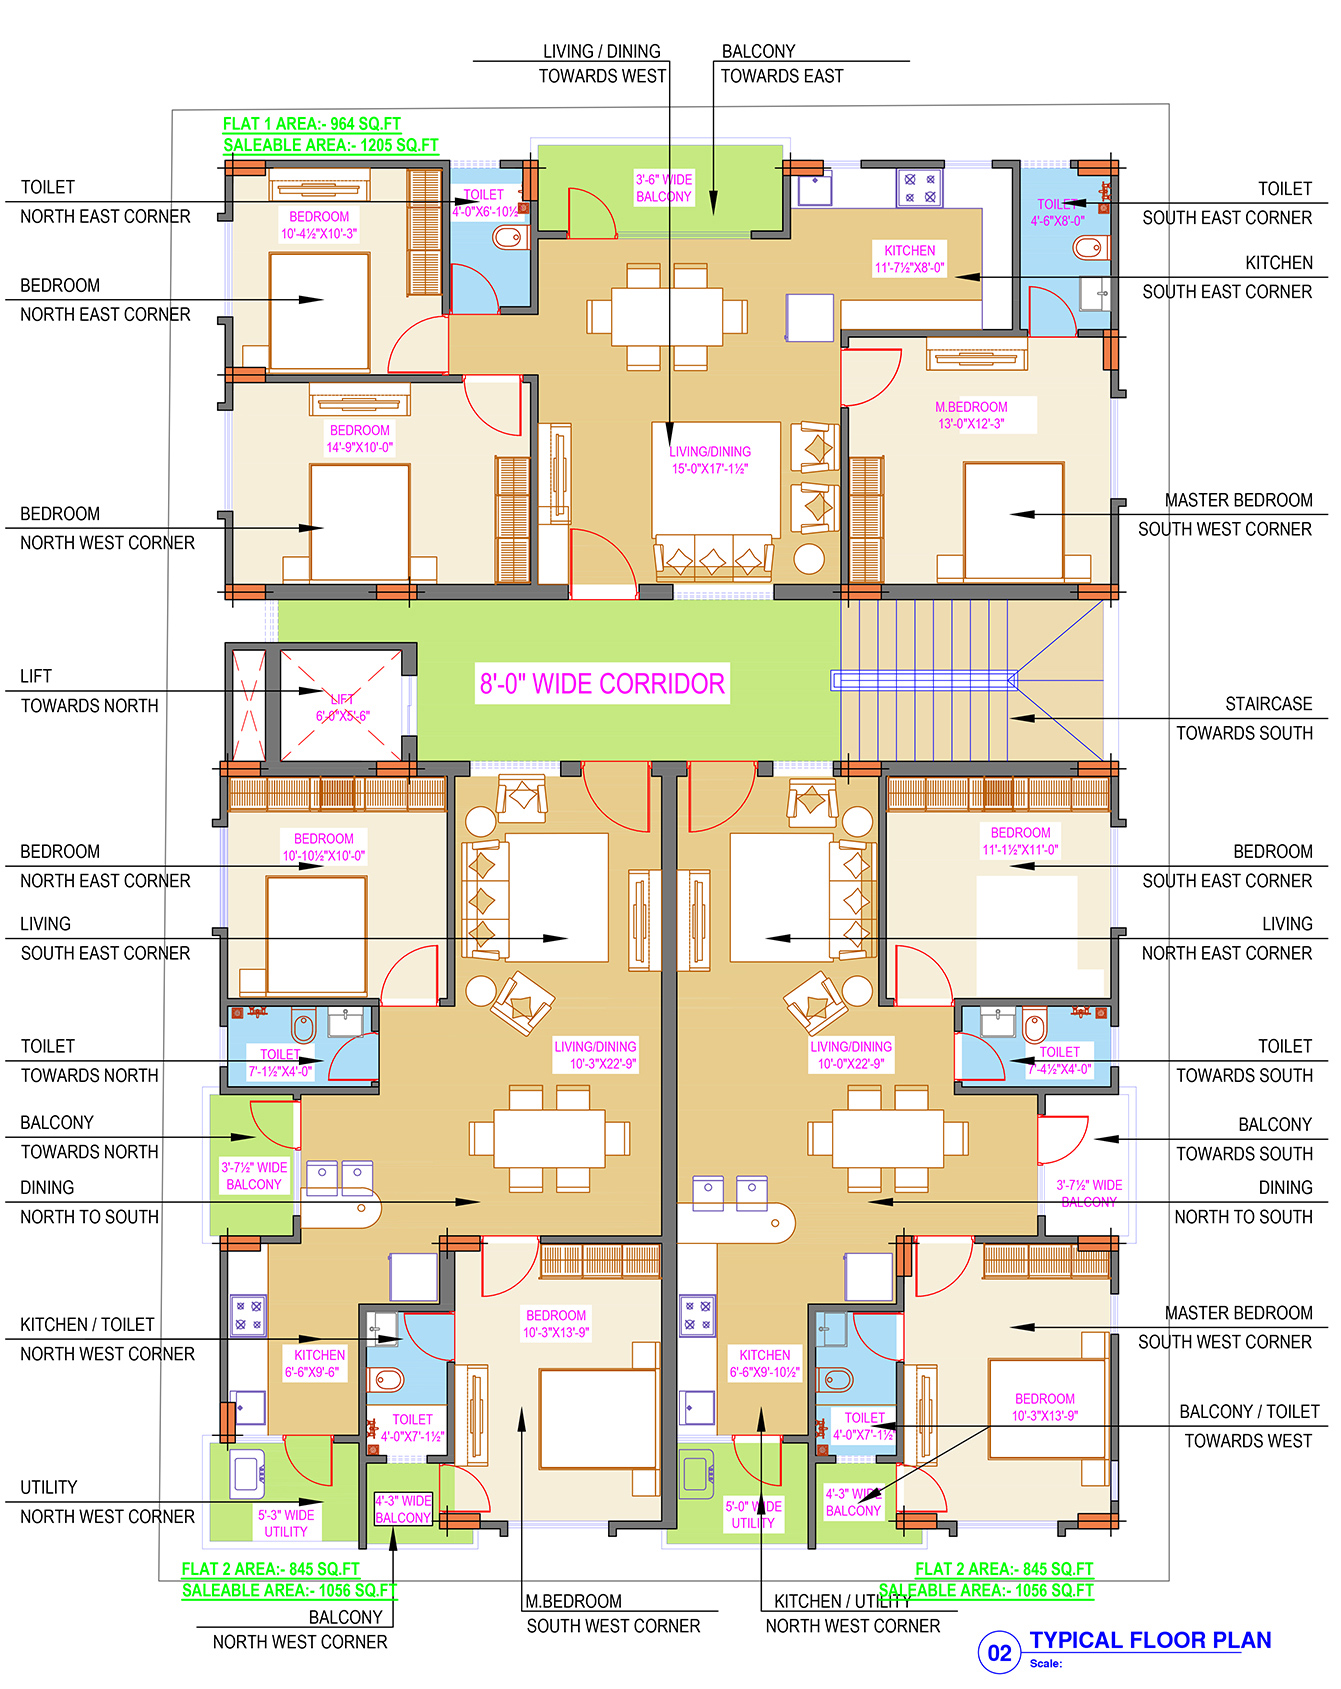 LIVING / DINING
TOWARDS WEST
BALCONY
TOWARDS EAST
FLAT 1 AREA:- 964 SQ.FT
SALEABLE AREA:- 1205 SQ.FT
TOILET
NORTH EAST CORNER
BEDROOM
NORTH EAST CORNER
BEDROOM
NORTH WEST CORNER
LIFT
TOWARDS NORTH
BEDROOM
NORTH EAST CORNER
LIVING
SOUTH EAST CORNER
TOILET
TOWARDS NORTH
BALCONY
TOWARDS NORTH
DINING
NORTH TO SOUTH
KITCHEN / TOILET
NORTH WEST CORNER
UTILITY
NORTH WEST CORNER
BEDROOM
10'-4½"X10'-3"
TOILET
4'-0"X6'-10½"
3'-6" WIDE
BALCONY
KITCHEN
11'-7½"X8'-0"
TOILET
4'-6"X8'-0"
BEDROOM
14'-9"X10'-0"
LIVING/DINING
15'-0"X17'-1½"
M.BEDROOM
13'-0"X12'-3"
8'-0" WIDE CORRIDOR
LIFT
6'-0"X5'-6"
BEDROOM
10'-10½"X10'-0"
BEDROOM
11'-1½"X11'-0"
LIVING/DINING
10'-3"X22'-9"
LIVING/DINING
10'-0"X22'-9"
TOILET
7'-1½"X4'-0"
TOILET
7'-4½"X4'-0"
3'-7½" WIDE
BALCONY
3'-7½" WIDE
BALCONY
BEDROOM
10'-3"X13'-9"
KITCHEN
6'-6"X9'-6"
KITCHEN
6'-6"X9'-10½"
BEDROOM
10'-3"X13'-9"
TOILET
4'-0"X7'-1½"
TOILET
4'-0"X7'-1½"
5'-3" WIDE
UTILITY
4'-3" WIDE
BALCONY
5'-0" WIDE
UTILITY
4'-3" WIDE
BALCONY
TOILET
SOUTH EAST CORNER
KITCHEN
SOUTH EAST CORNER
MASTER BEDROOM
SOUTH WEST CORNER
STAIRCASE
TOWARDS SOUTH
BEDROOM
SOUTH EAST CORNER
LIVING
NORTH EAST CORNER
TOILET
TOWARDS SOUTH
BALCONY
TOWARDS SOUTH
DINING
NORTH TO SOUTH
MASTER BEDROOM
SOUTH WEST CORNER
BALCONY / TOILET
TOWARDS WEST
FLAT 2 AREA:- 845 SQ.FT
SALEABLE AREA:- 1056 SQ.FT
FLAT 2 AREA:- 845 SQ.FT
SALEABLE AREA:- 1056 SQ.FT
BALCONY
NORTH WEST CORNER
M.BEDROOM
SOUTH WEST CORNER
KITCHEN / UTILITY
NORTH WEST CORNER
02 TYPICAL FLOOR PLAN
Scale: